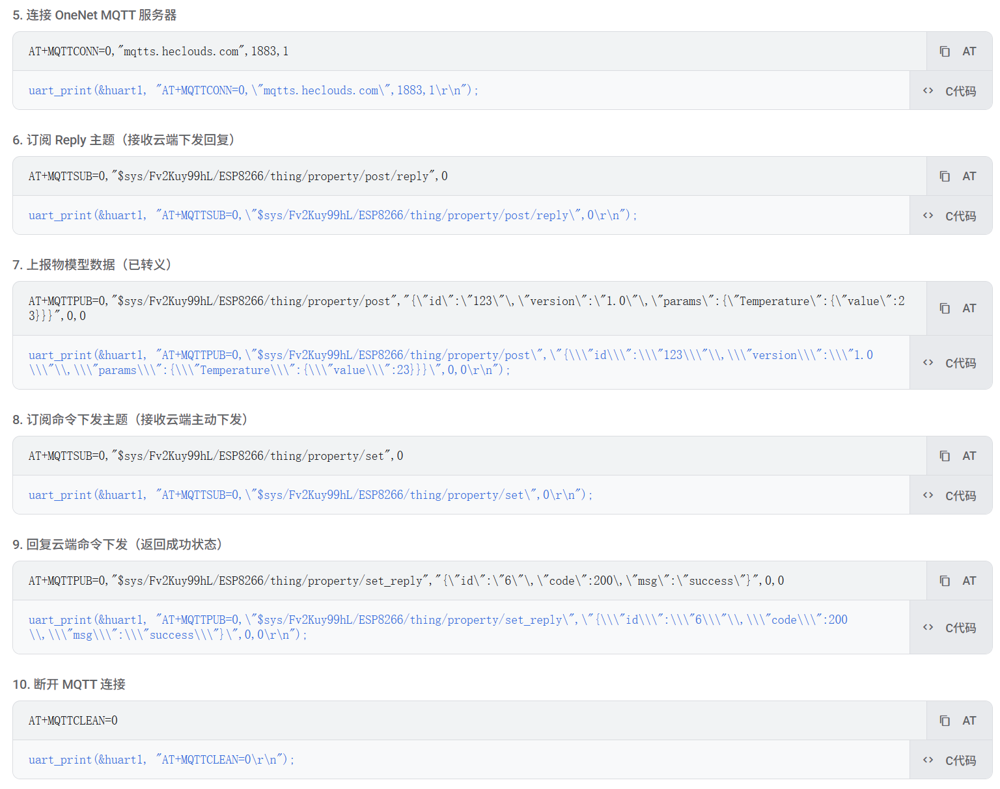 5. 连接 OneNet MQTT 服务器
AT+MQTTCONN=0,"mqtts.heclouds.com",1883,1
AT
uart_print(&huart1, "AT+MQTTCONN=0,\"mqtts.heclouds.com\",1883,1\r\n");
C代码
6. 订阅 Reply 主题（接收云端下发回复）
AT+MQTTSUB=0,"$sys/Fv2Kuy99hL/ESP8266/thing/property/post/reply",0
AT
uart_print(&huart1, "AT+MQTTSUB=0,\"$sys/Fv2Kuy99hL/ESP8266/thing/property/post/reply\",0\r\n");
C代码
7. 上报物模型数据（已转义）
AT+MQTTPUB=0,"$sys/Fv2Kuy99hL/ESP8266/thing/property/post","{\"id\":\"123\"\,\"version\":\"1.0\"\,\"params\":{\"Temperature\":{\"value\":2
3}}}",0,0
AT
uart_print(&huart1, "AT+MQTTPUB=0,\"$sys/Fv2Kuy99hL/ESP8266/thing/property/post\",\"{\\\"id\\\":\\\"123\\\"\\,\\\"version\\\":\\\"1.0
\\\"\\,\\\"params\\\":{\\\"Temperature\\\":{\\\"value\\\":23}}}\",0,0\r\n");
C代码
8. 订阅命令下发主题（接收云端主动下发）
AT+MQTTSUB=0,"$sys/Fv2Kuy99hL/ESP8266/thing/property/set",0
AT
uart_print(&huart1, "AT+MQTTSUB=0,\"$sys/Fv2Kuy99hL/ESP8266/thing/property/set\",0\r\n");
C代码
9. 回复云端命令下发（返回成功状态）
AT+MQTTPUB=0,"$sys/Fv2Kuy99hL/ESP8266/thing/property/set_reply","{\"id\":\"6\"\,\"code\":200\,\"msg\":\"success\"}",0,0
AT
uart_print(&huart1, "AT+MQTTPUB=0,\"$sys/Fv2Kuy99hL/ESP8266/thing/property/set_reply\",\"{\\\"id\\\":\\\"6\\\"\\,\\\"code\\\":200
\\,\\\"msg\\\":\\\"success\\\"}\",0,0\r\n");
C代码
10. 断开 MQTT 连接
AT+MQTTCLEAN=0
AT
uart_print(&huart1, "AT+MQTTCLEAN=0\r\n");
C代码